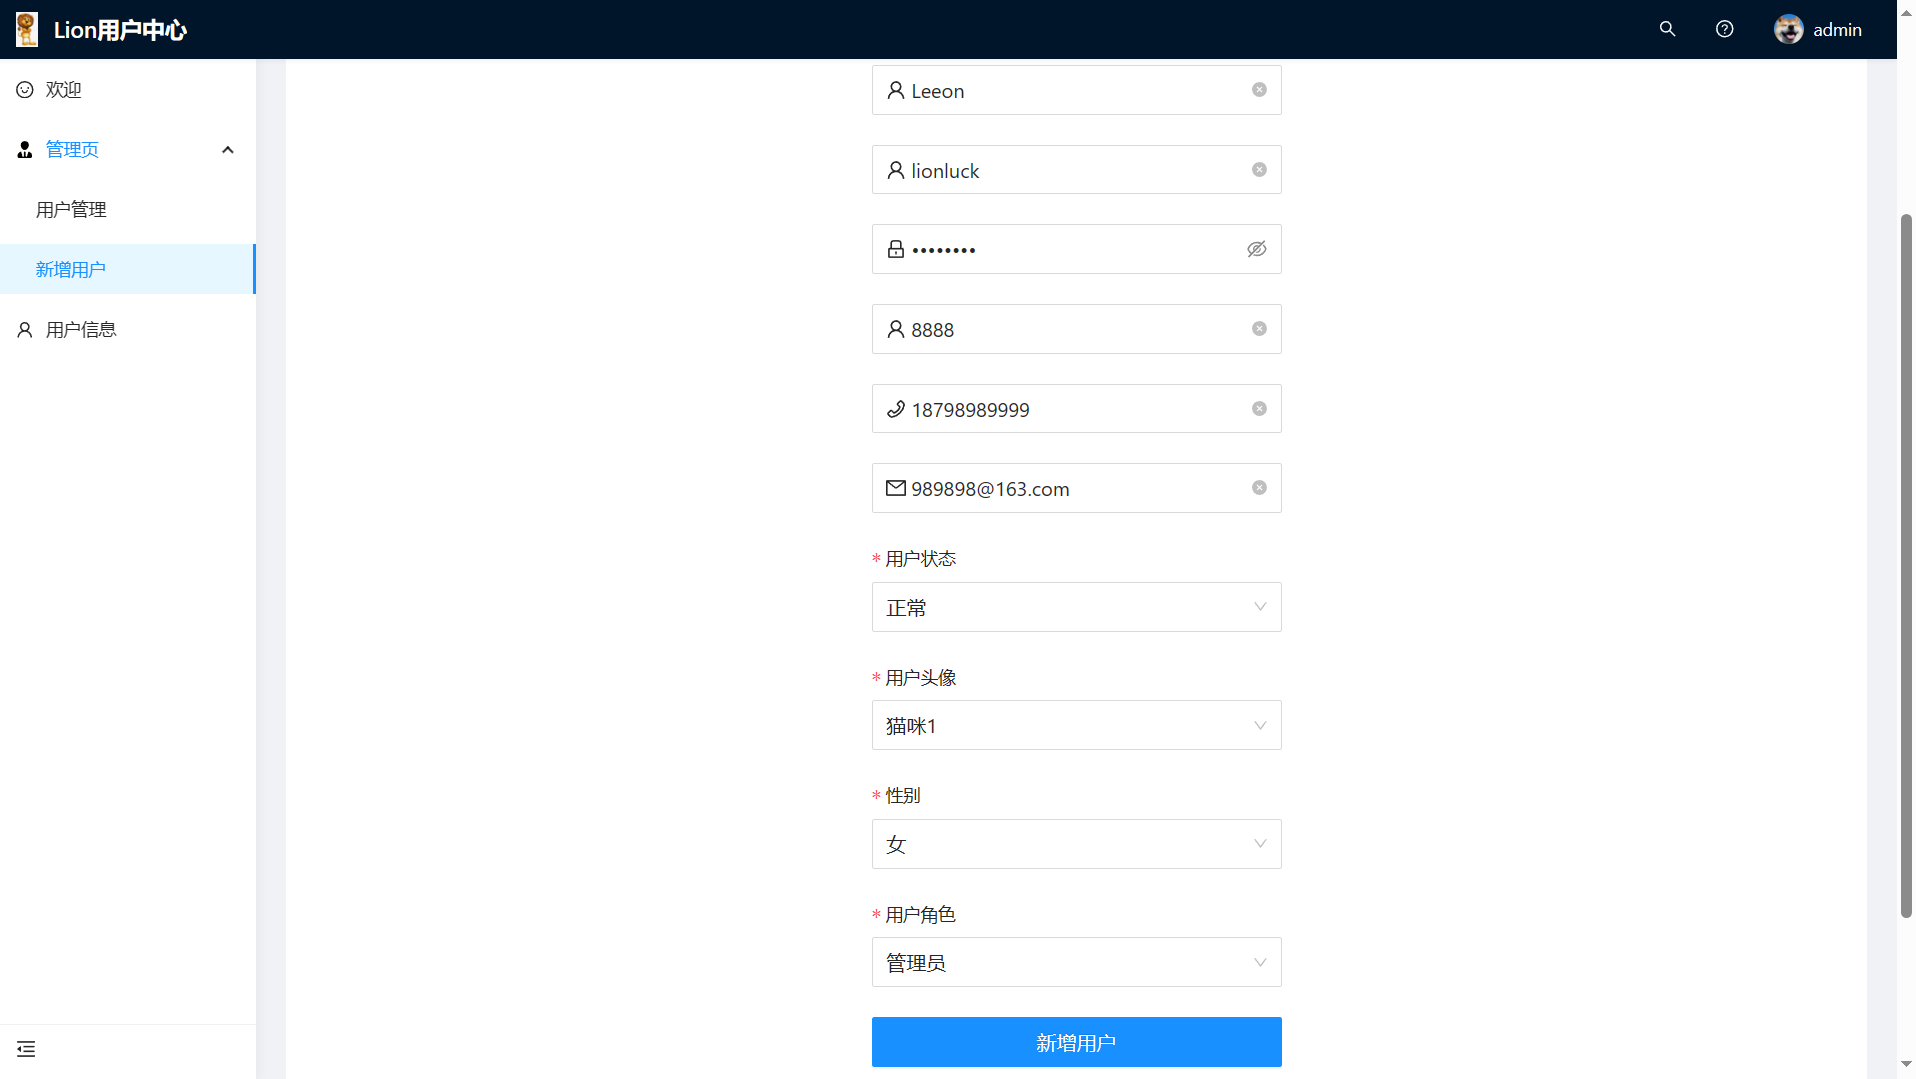 Lion用户中心
admin
欢迎
管理页
用户管理
新增用户
用户信息
Leeon
lionluck
••••••••
8888
18798989999
989898@163.com
* 用户状态
正常
* 用户头像
猫咪1
* 性别
女
* 用户角色
管理员
新增用户